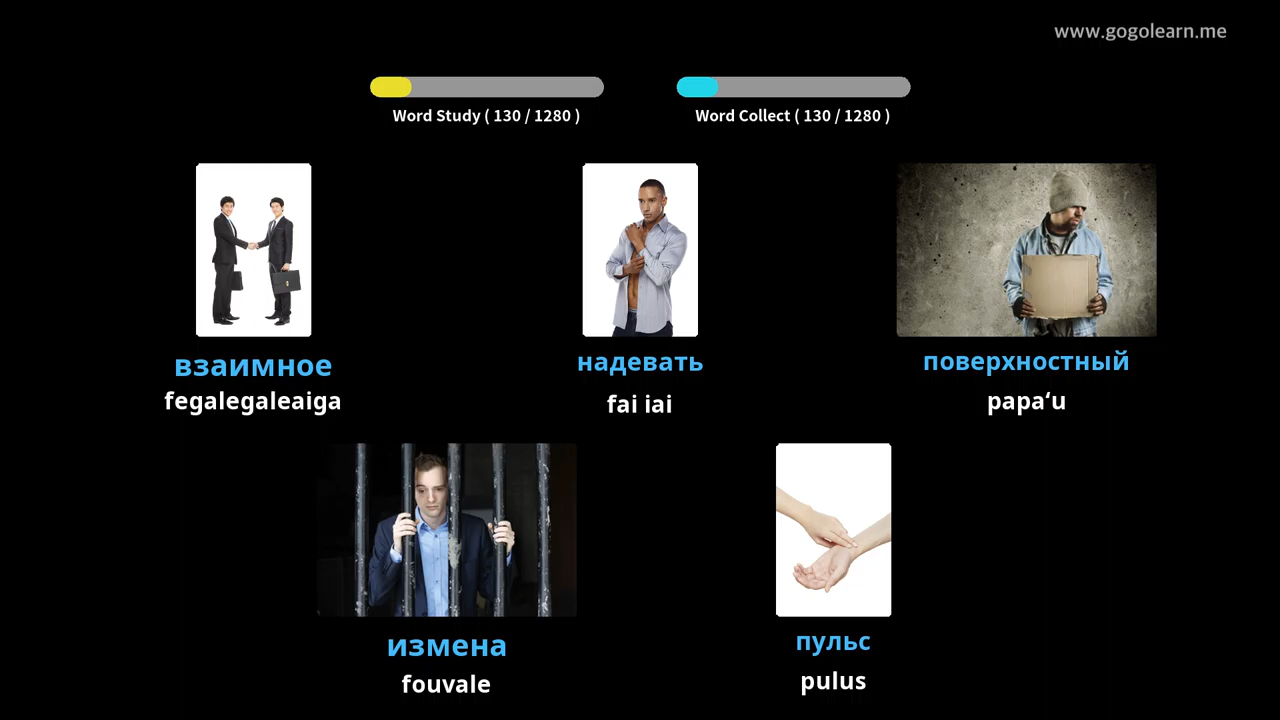 www.gogolearn.me
Word Study ( 130 / 1280 )
Word Collect ( 130 / 1280 )
взаимное
fegalegaleaiga
надевать
fai iai
поверхностный
papa‘u
измена
fouvale
пульс
pulus